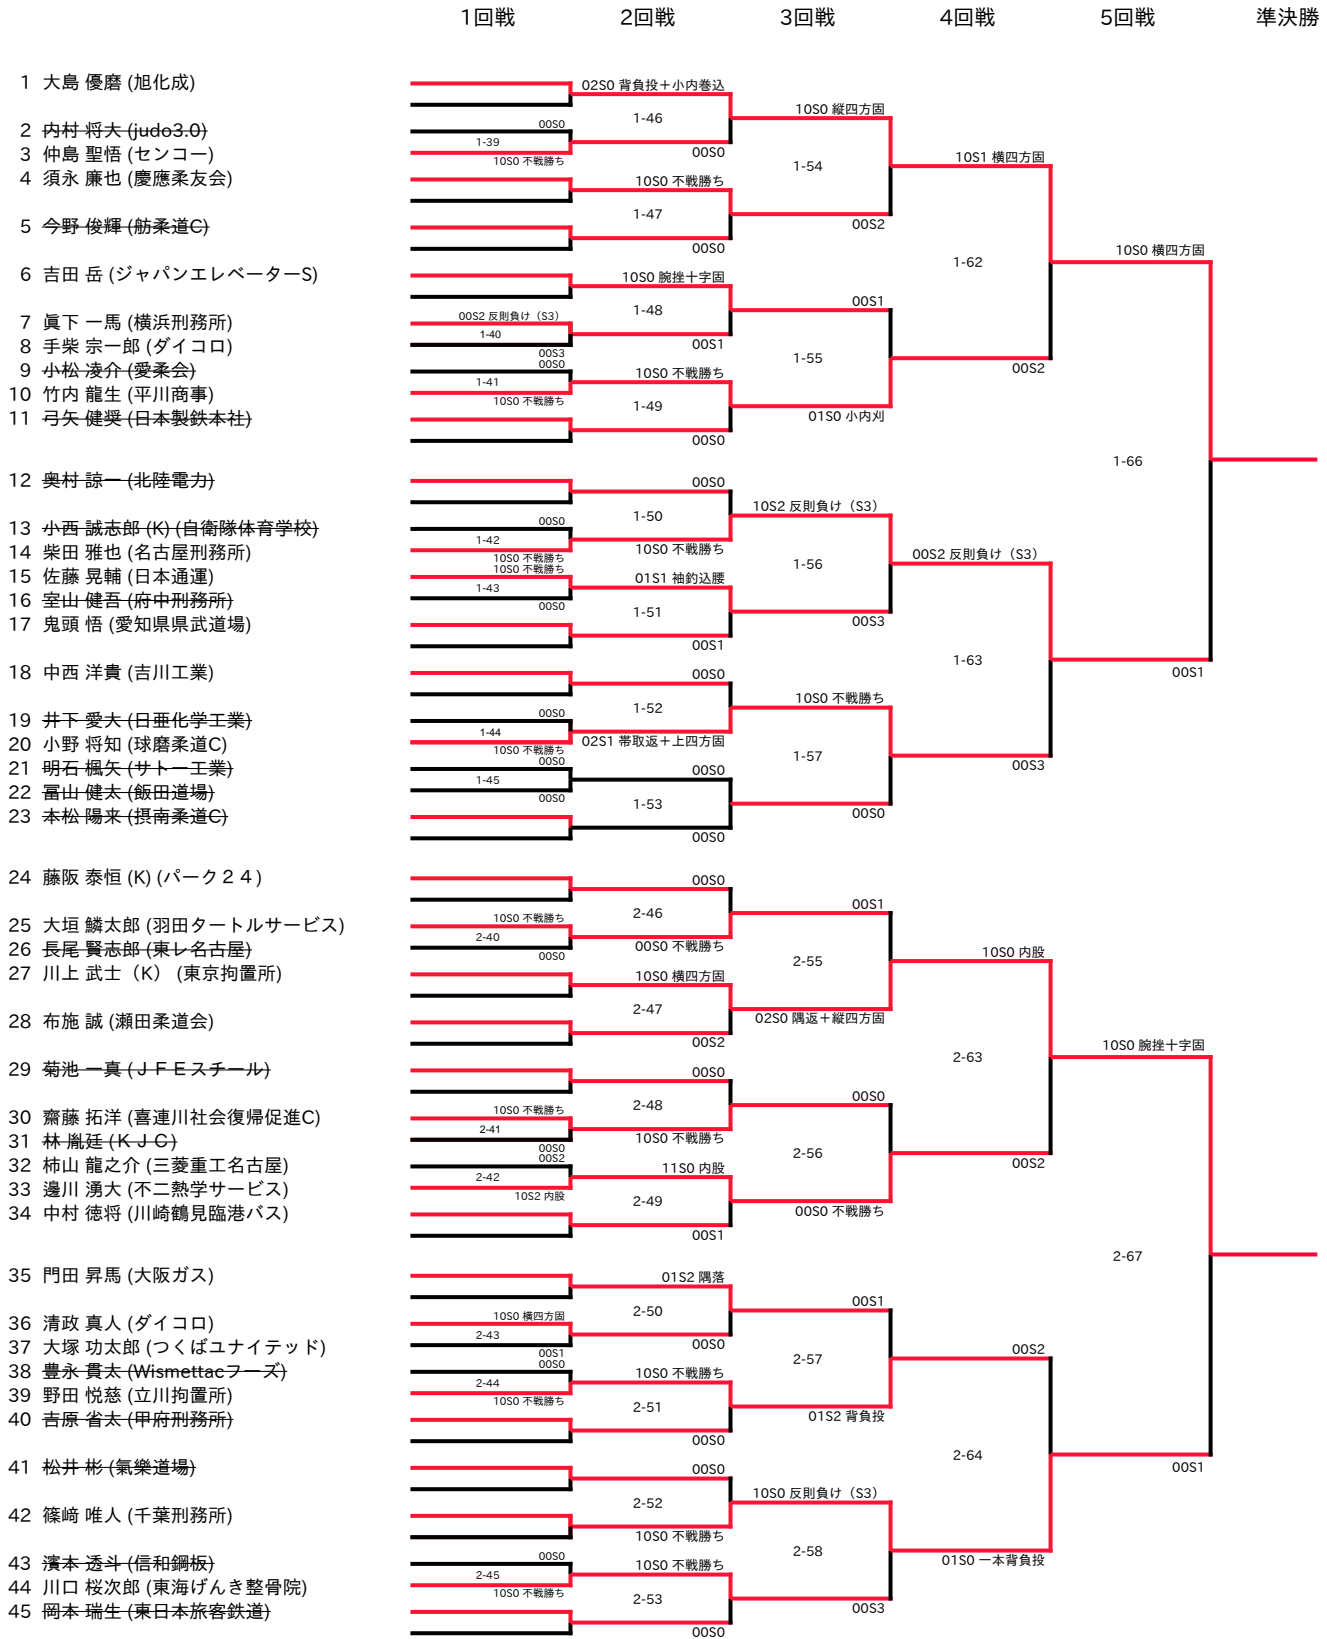 1回戦 2回戦 3回戦 4回戦 5回戦 準決勝
1 大島 優磨 (旭化成)
02S0 背負投＋小内巻込
10S0 縦四方固
1-46
2 内村 将大 (judo3.0)
00S0
1-39
3 仲島 聖悟 (センコー)
10S0 不戦勝ち
00S0
1-54
10S1 横四方固
4 須永 廉也 (慶應柔友会)
10S0 不戦勝ち
1-47
00S2
5 今野 俊輝 (舫柔道C)
00S0
10S0 横四方固
1-62
6 吉田 岳 (ジャパンエレベーターS)
10S0 腕挫十字固
00S1
1-48
7 眞下 一馬 (横浜刑務所)
00S2 反則負け（S3）
1-40
8 手柴 宗一郎 (ダイコロ)
00S3
00S1
1-55
00S2
9 小松 凌介 (愛柔会)
00S0
10S0 不戦勝ち
1-41
10 竹内 龍生 (平川商事)
10S0 不戦勝ち
1-49
01S0 小内刈
11 弓矢 健奨 (日本製鉄本社)
00S0
1-66
12 奥村 諒一 (北陸電力)
00S0
10S2 反則負け（S3）
1-50
13 小西 誠志郎 (K) (自衛隊体育学校)
00S0
1-42
14 柴田 雅也 (名古屋刑務所)
10S0 不戦勝ち
10S0 不戦勝ち
1-56
00S2 反則負け（S3）
15 佐藤 晃輔 (日本通運)
10S0 不戦勝ち
01S1 袖釣込腰
1-43
16 室山 健吾 (府中刑務所)
00S0
1-51
00S3
17 鬼頭 悟 (愛知県県武道場)
00S1
1-63
00S1
18 中西 洋貴 (吉川工業)
00S0
10S0 不戦勝ち
1-52
19 井下 愛大 (日亜化学工業)
00S0
1-44
20 小野 将知 (球磨柔道C)
10S0 不戦勝ち
02S1 帯取返＋上四方固
1-57
00S3
21 明石 楓矢 (サトー工業)
00S0
00S0
1-45
22 冨山 健太 (飯田道場)
00S0
1-53
00S0
23 本松 陽来 (摂南柔道C)
00S0
24 藤阪 泰恒 (K) (パーク２４)
00S0
00S1
2-46
25 大垣 鱗太郎 (羽田タートルサービス)
10S0 不戦勝ち
2-40
26 長尾 賢志郎 (東レ名古屋)
00S0
00S0 不戦勝ち
2-55
10S0 内股
27 川上 武士（K） (東京拘置所)
10S0 横四方固
2-47
02S0 隅返＋縦四方固
28 布施 誠 (瀬田柔道会)
00S2
2-63
10S0 腕挫十字固
29 菊池 一真 (ＪＦＥスチール)
00S0
00S0
2-48
30 齋藤 拓洋 (喜連川社会復帰促進C)
10S0 不戦勝ち
2-41
31 林 胤廷 (ＫＪＣ)
00S0
10S0 不戦勝ち
2-56
00S2
32 柿山 龍之介 (三菱重工名古屋)
00S2
11S0 内股
2-42
33 邉川 湧大 (不二熱学サービス)
10S2 内股
2-49
00S0 不戦勝ち
34 中村 徳将 (川崎鶴見臨港バス)
00S1
2-67
35 門田 昇馬 (大阪ガス)
01S2 隅落
00S1
2-50
36 清政 真人 (ダイコロ)
10S0 横四方固
2-43
37 大塚 功太郎 (つくばユナイテッド)
00S1
00S0
2-57
00S2
38 豊永 貫太 (Wismettacフーズ)
00S0
10S0 不戦勝ち
2-44
39 野田 悦慈 (立川拘置所)
10S0 不戦勝ち
2-51
01S2 背負投
40 吉原 省太 (甲府刑務所)
00S0
2-64
00S1
41 松井 彬 (氣樂道場)
00S0
10S0 反則負け（S3）
2-52
42 篠﨑 唯人 (千葉刑務所)
10S0 不戦勝ち
2-58
01S0 一本背負投
43 濱本 透斗 (信和鋼板)
00S0
10S0 不戦勝ち
2-45
44 川口 桜次郎 (東海げんき整骨院)
10S0 不戦勝ち
2-53
00S3
45 岡本 瑞生 (東日本旅客鉄道)
00S0